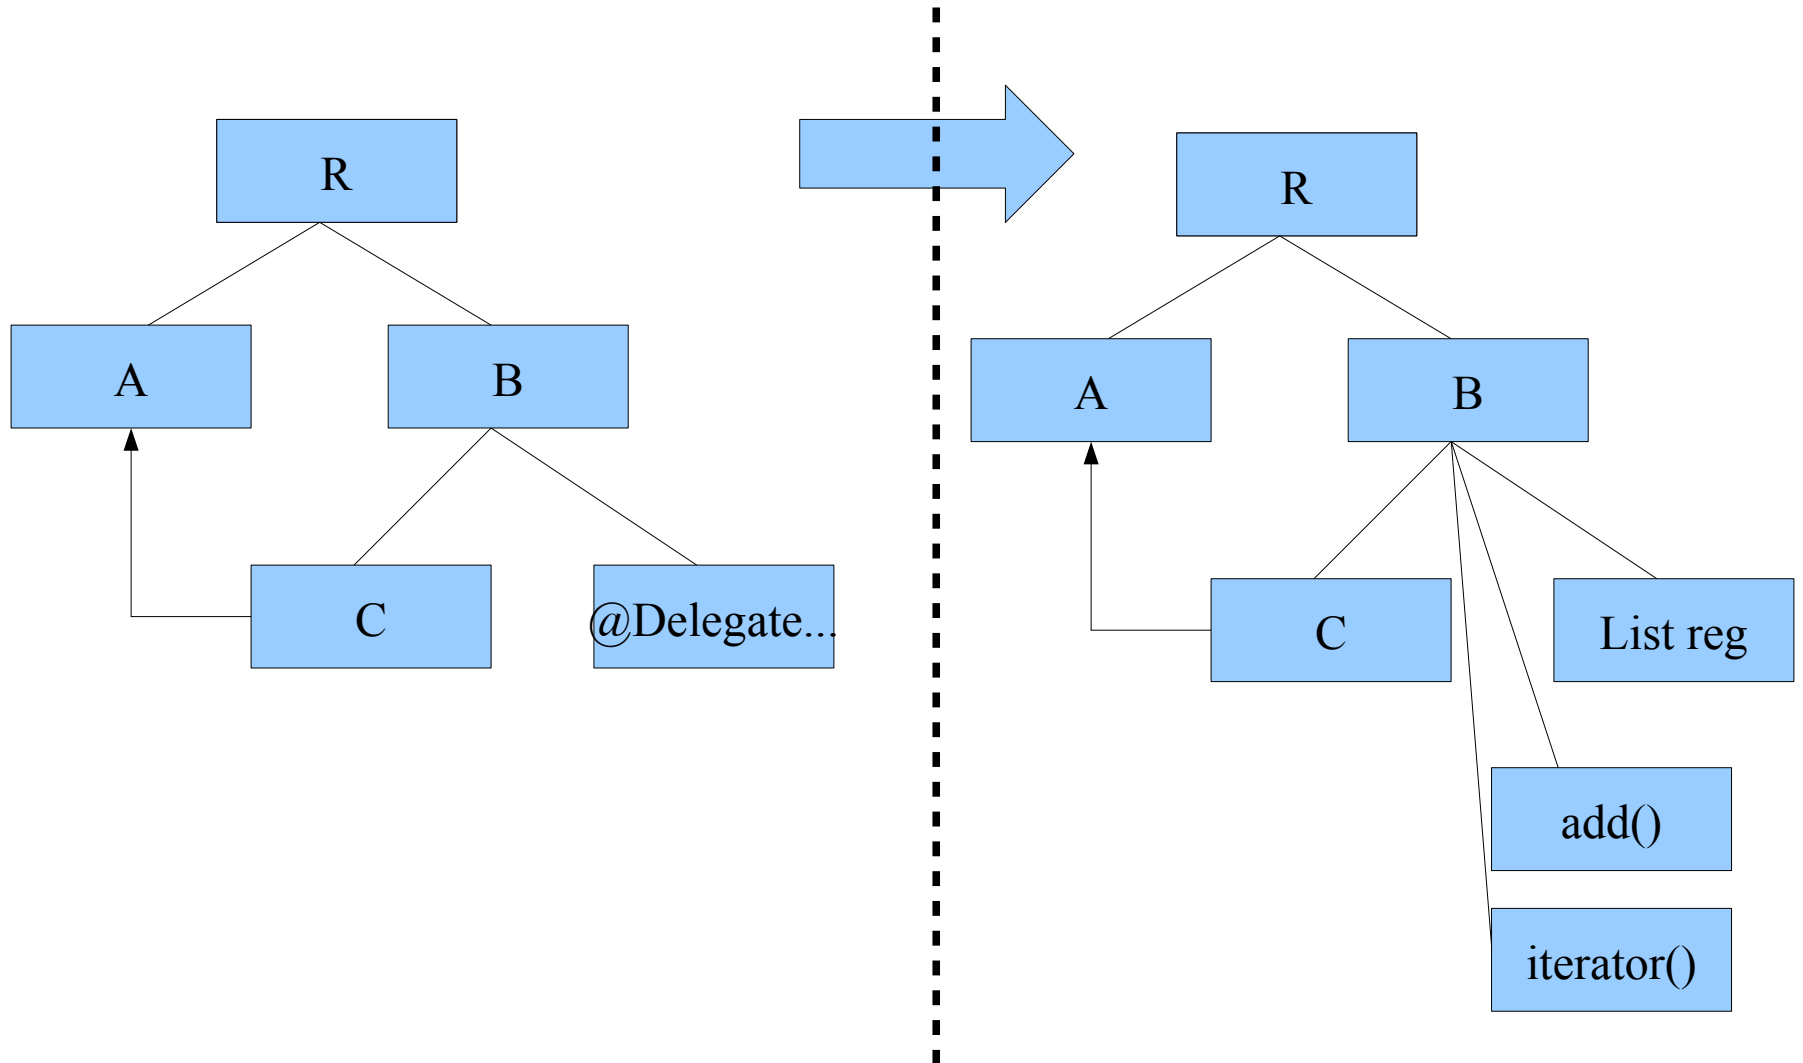 R
A
B
C
@Delegate...
R
A
B
C
List reg
add()
iterator()